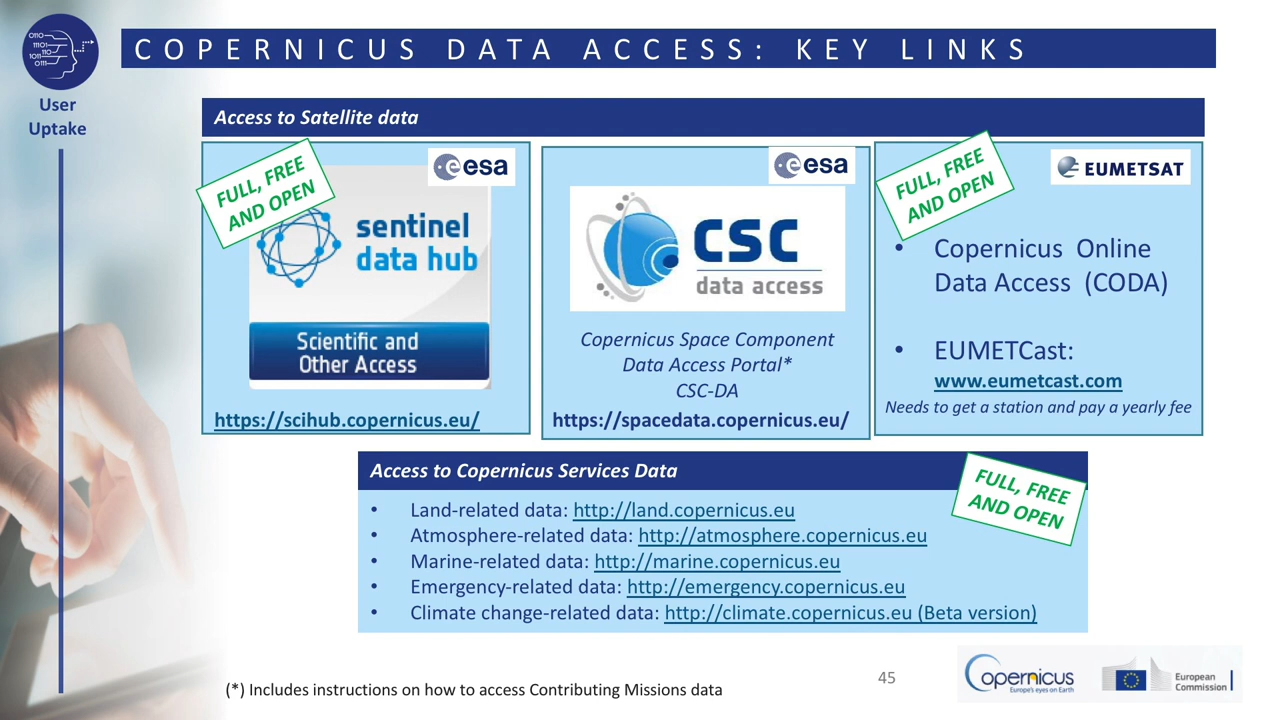 COPERNICUS DATA ACCESS: KEY LINKS
0110
11101
110
1011
0111
User
Uptake
Access to Satellite data
FULL, FREE
AND OPEN
esa
sentinel
data hub
Scientific and
Other Access
https://scihub.copernicus.eu/
esa
CSC
data access
Copernicus Space Component
Data Access Portal*
CSC-DA
https://spacedata.copernicus.eu/
FULL, FREE
AND OPEN
EUMETSAT
• Copernicus Online
Data Access (CODA)
• EUMETCast:
www.eumetcast.com
Needs to get a station and pay a yearly fee
Access to Copernicus Services Data
FULL, FREE
AND OPEN
• Land-related data: http://land.copernicus.eu
• Atmosphere-related data: http://atmosphere.copernicus.eu
• Marine-related data: http://marine.copernicus.eu
• Emergency-related data: http://emergency.copernicus.eu
• Climate change-related data: http://climate.copernicus.eu (Beta version)
(*) Includes instructions on how to access Contributing Missions data
45
Copernicus
Europe's eyes on Earth
European
Commission